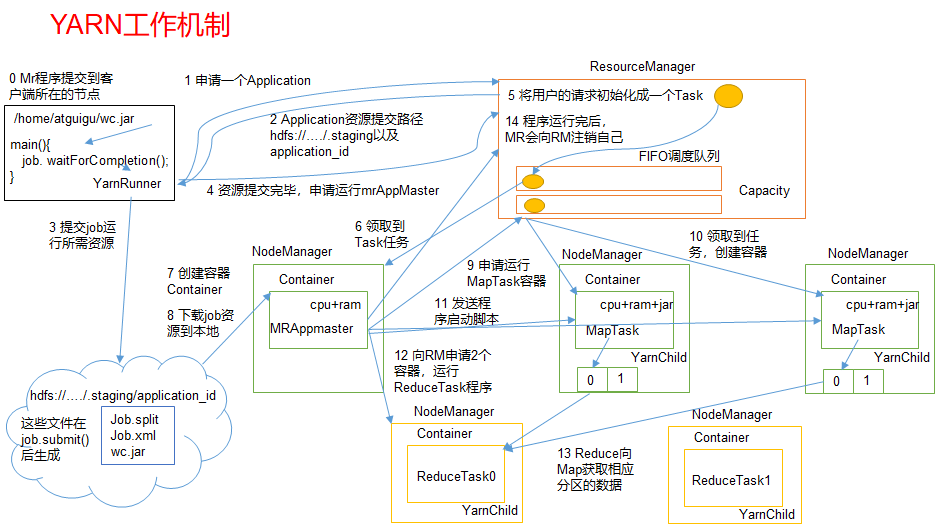 YARN工作机制
0 Mr程序提交到客
户端所在的节点
/home/atguigu/wc.jar
main(){
job. waitForCompletion();
}
YarnRunner
1 申请一个Application
2 Application资源提交路径
hdfs://…./.staging以及
application_id
3 提交job运
行所需资源
4 资源提交完毕，申请运行mrAppMaster
ResourceManager
5 将用户的请求初始化成一个Task
14 程序运行完后，
MR会向RM注销自己
FIFO调度队列
Capacity
6 领取到
Task任务
NodeManager
Container
cpu+ram
MRAppmaster
7 创建容器
Container
8 下载job资
源到本地
9 申请运行
MapTask容器
10 领取到任
务，创建容器
11 发送程
序启动脚本
NodeManager
Container
cpu+ram+jar
MapTask
YarnChild
0
1
NodeManager
Container
cpu+ram+jar
MapTask
YarnChild
0
1
12 向RM申请2个
容器，运行
ReduceTask程序
hdfs://…./.staging/application_id
这些文件在
job.submit()
后生成
Job.split
Job.xml
wc.jar
NodeManager
Container
ReduceTask0
YarnChild
13 Reduce向
Map获取相应
分区的数据
NodeManager
Container
ReduceTask1
YarnChild